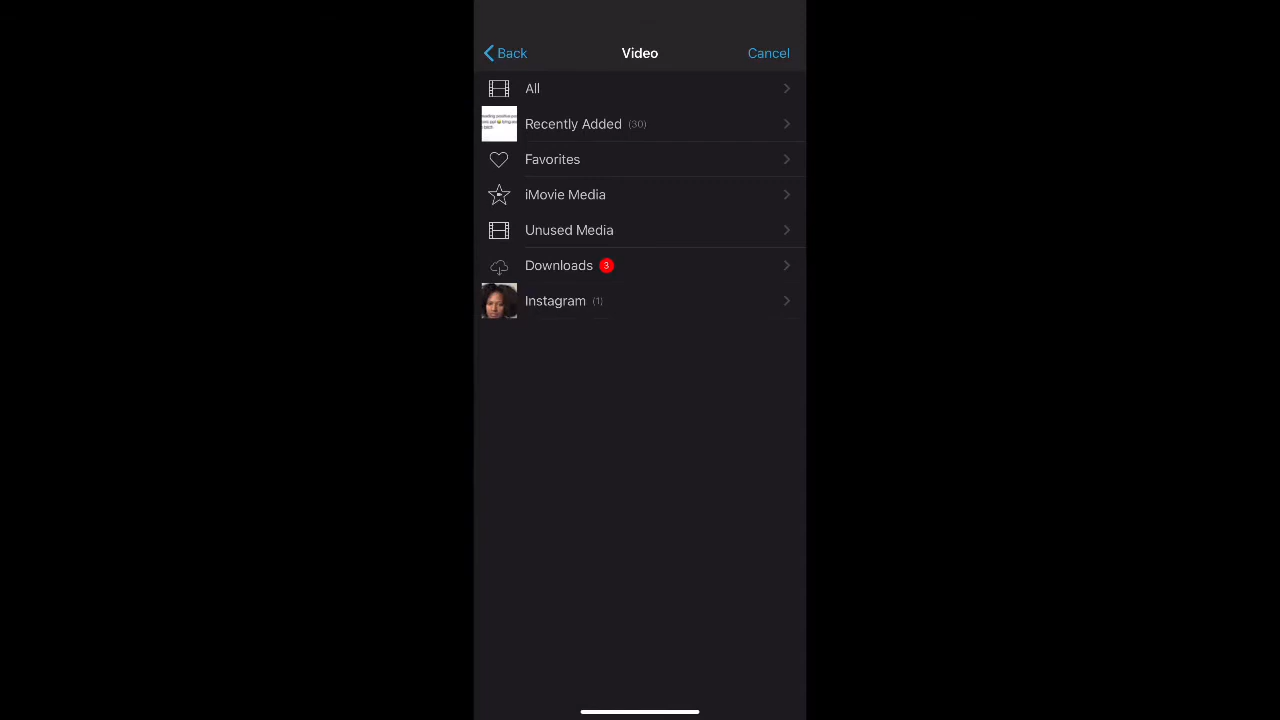 Back
Video
Cancel
All
Recently Added (30)
Favorites
iMovie Media
Unused Media
Downloads 3
Instagram (1)